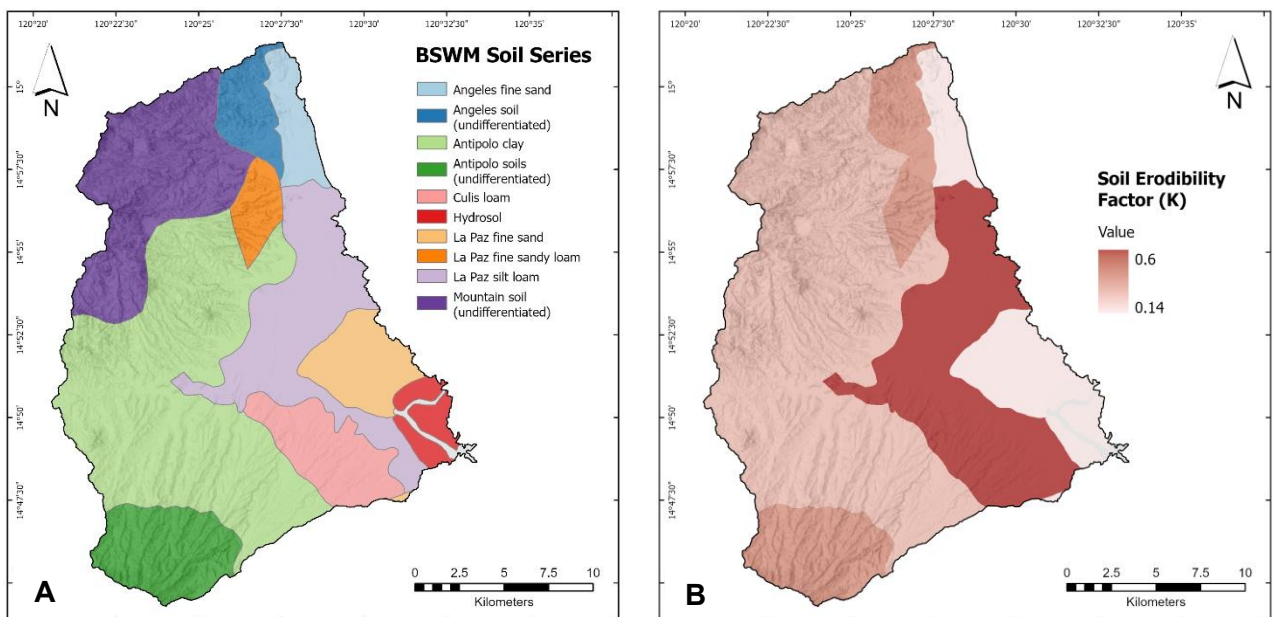 120°20' 120°22'30" 120°25' 120°27'30" 120°30' 120°32'30" 120°35'
N
15°
14°57'30"
14°55'
14°52'30"
14°50'
14°47'30"
BSWM Soil Series
Angeles fine sand
Angeles soil
(undifferentiated)
Antipolo clay
Antipolo soils
(undifferentiated)
Culis loam
Hydrosol
La Paz fine sand
La Paz fine sandy loam
La Paz silt loam
Mountain soil
(undifferentiated)
0 2.5 5 7.5 10
Kilometers
A
120°20' 120°22'30" 120°25' 120°27'30" 120°30' 120°32'30" 120°35'
N
15°
14°57'30"
14°55'
14°52'30"
14°50'
14°47'30"
Soil Erodibility
Factor (K)
Value
0.6
0.14
0 2.5 5 7.5 10
Kilometers
B